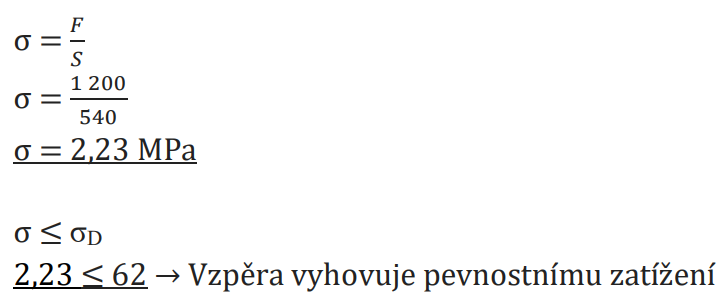 σ = F/S
σ = 1 200/540
σ = 2,23 MPa
σ ≤ σD
2,23 ≤ 62 → Vzpěra vyhovuje pevnostnímu zatížení